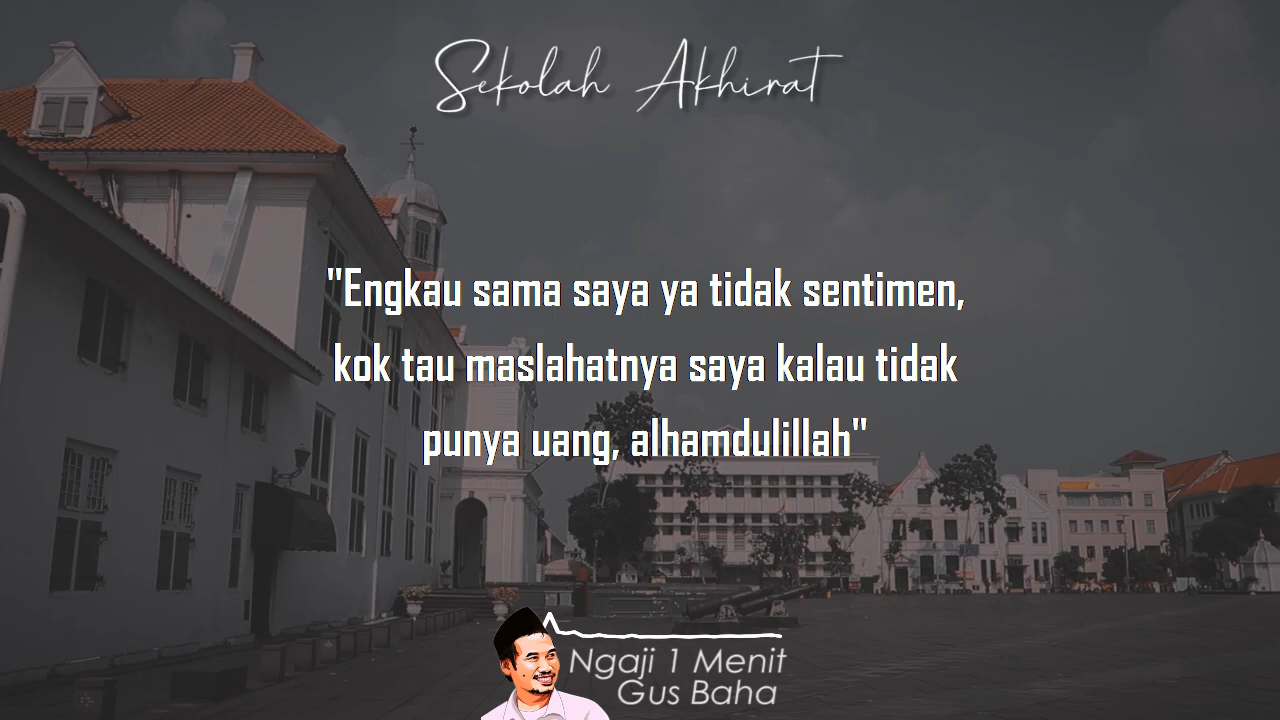 Sekolah Akhirat
"Engkau sama saya ya tidak sentimen,
kok tau maslahatnya saya kalau tidak
punya uang, alhamdulillah"
Ngaji 1 Menit
Gus Baha